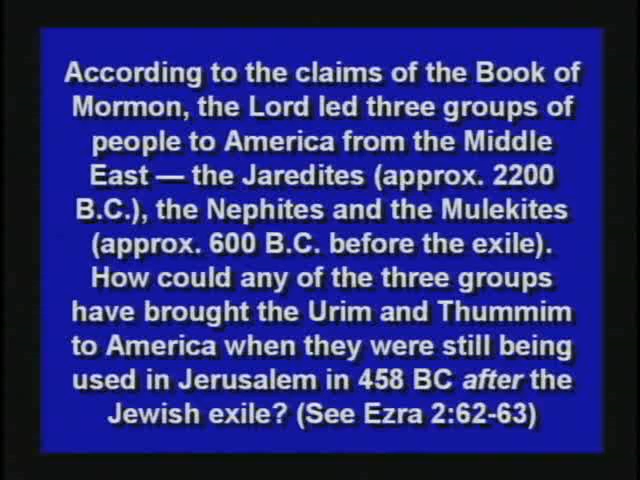 According to the claims of the Book of
Mormon, the Lord led three groups of
people to America from the Middle
East — the Jaredites (approx. 2200
B.C.), the Nephites and the Mulekites
(approx. 600 B.C. before the exile).
How could any of the three groups
have brought the Urim and Thummim
to America when they were still being
used in Jerusalem in 458 BC after the
Jewish exile? (See Ezra 2:62-63)